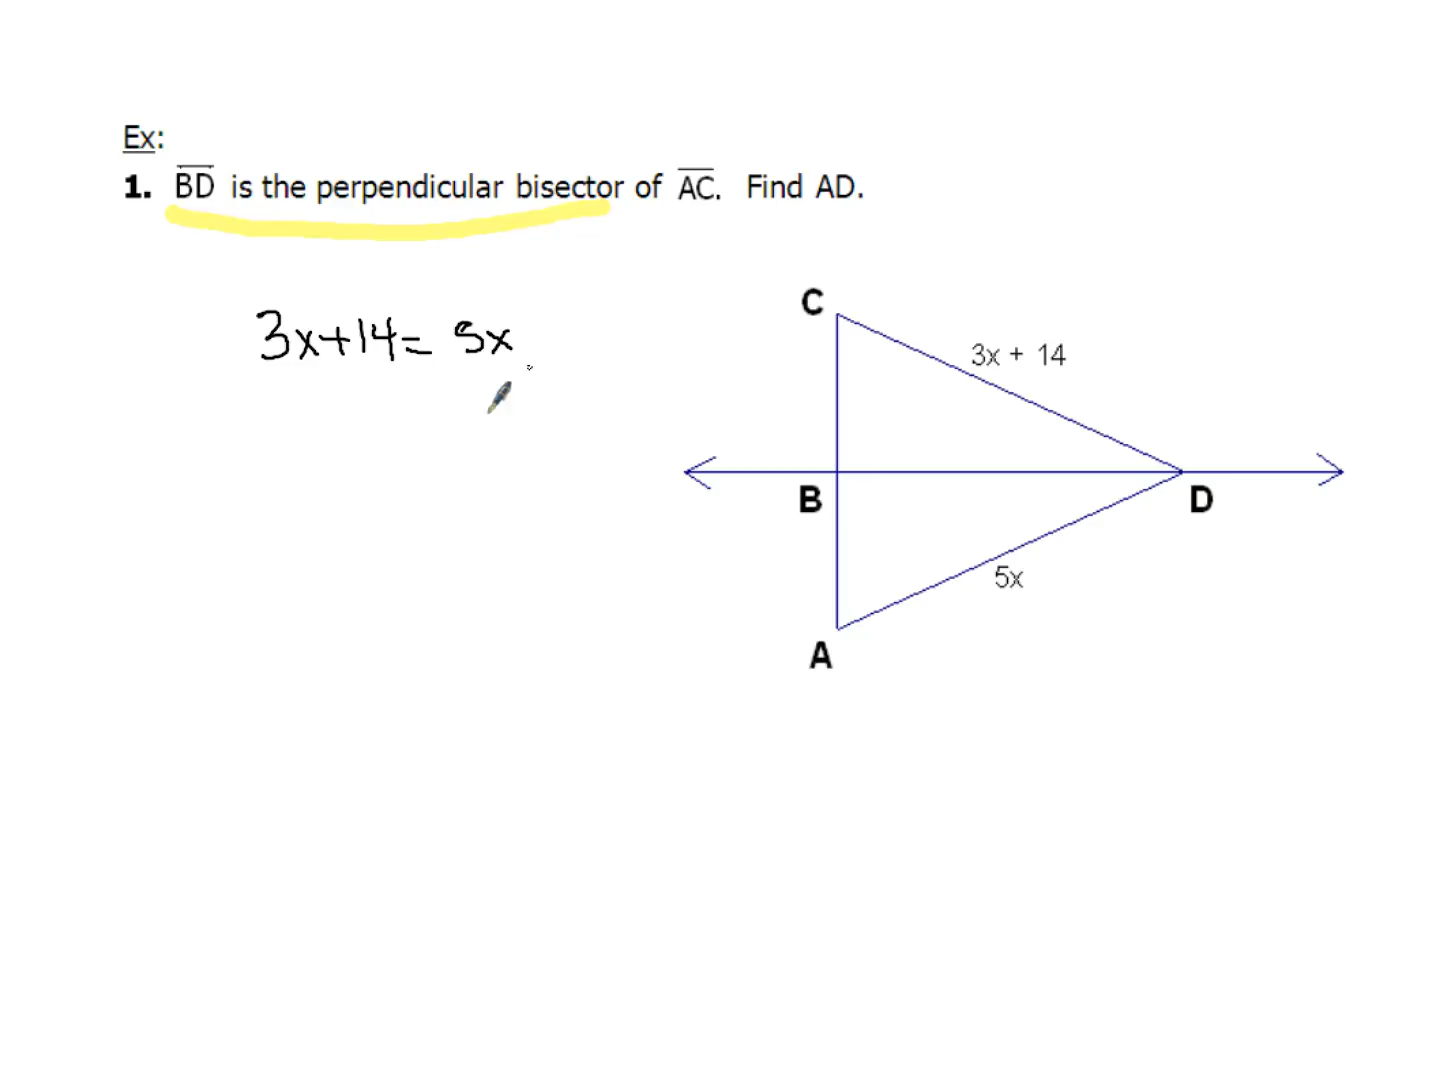 Ex:
1. BD is the perpendicular bisector of AC. Find AD.
3x+14= 5x
C
3x + 14
B
D
5x
A